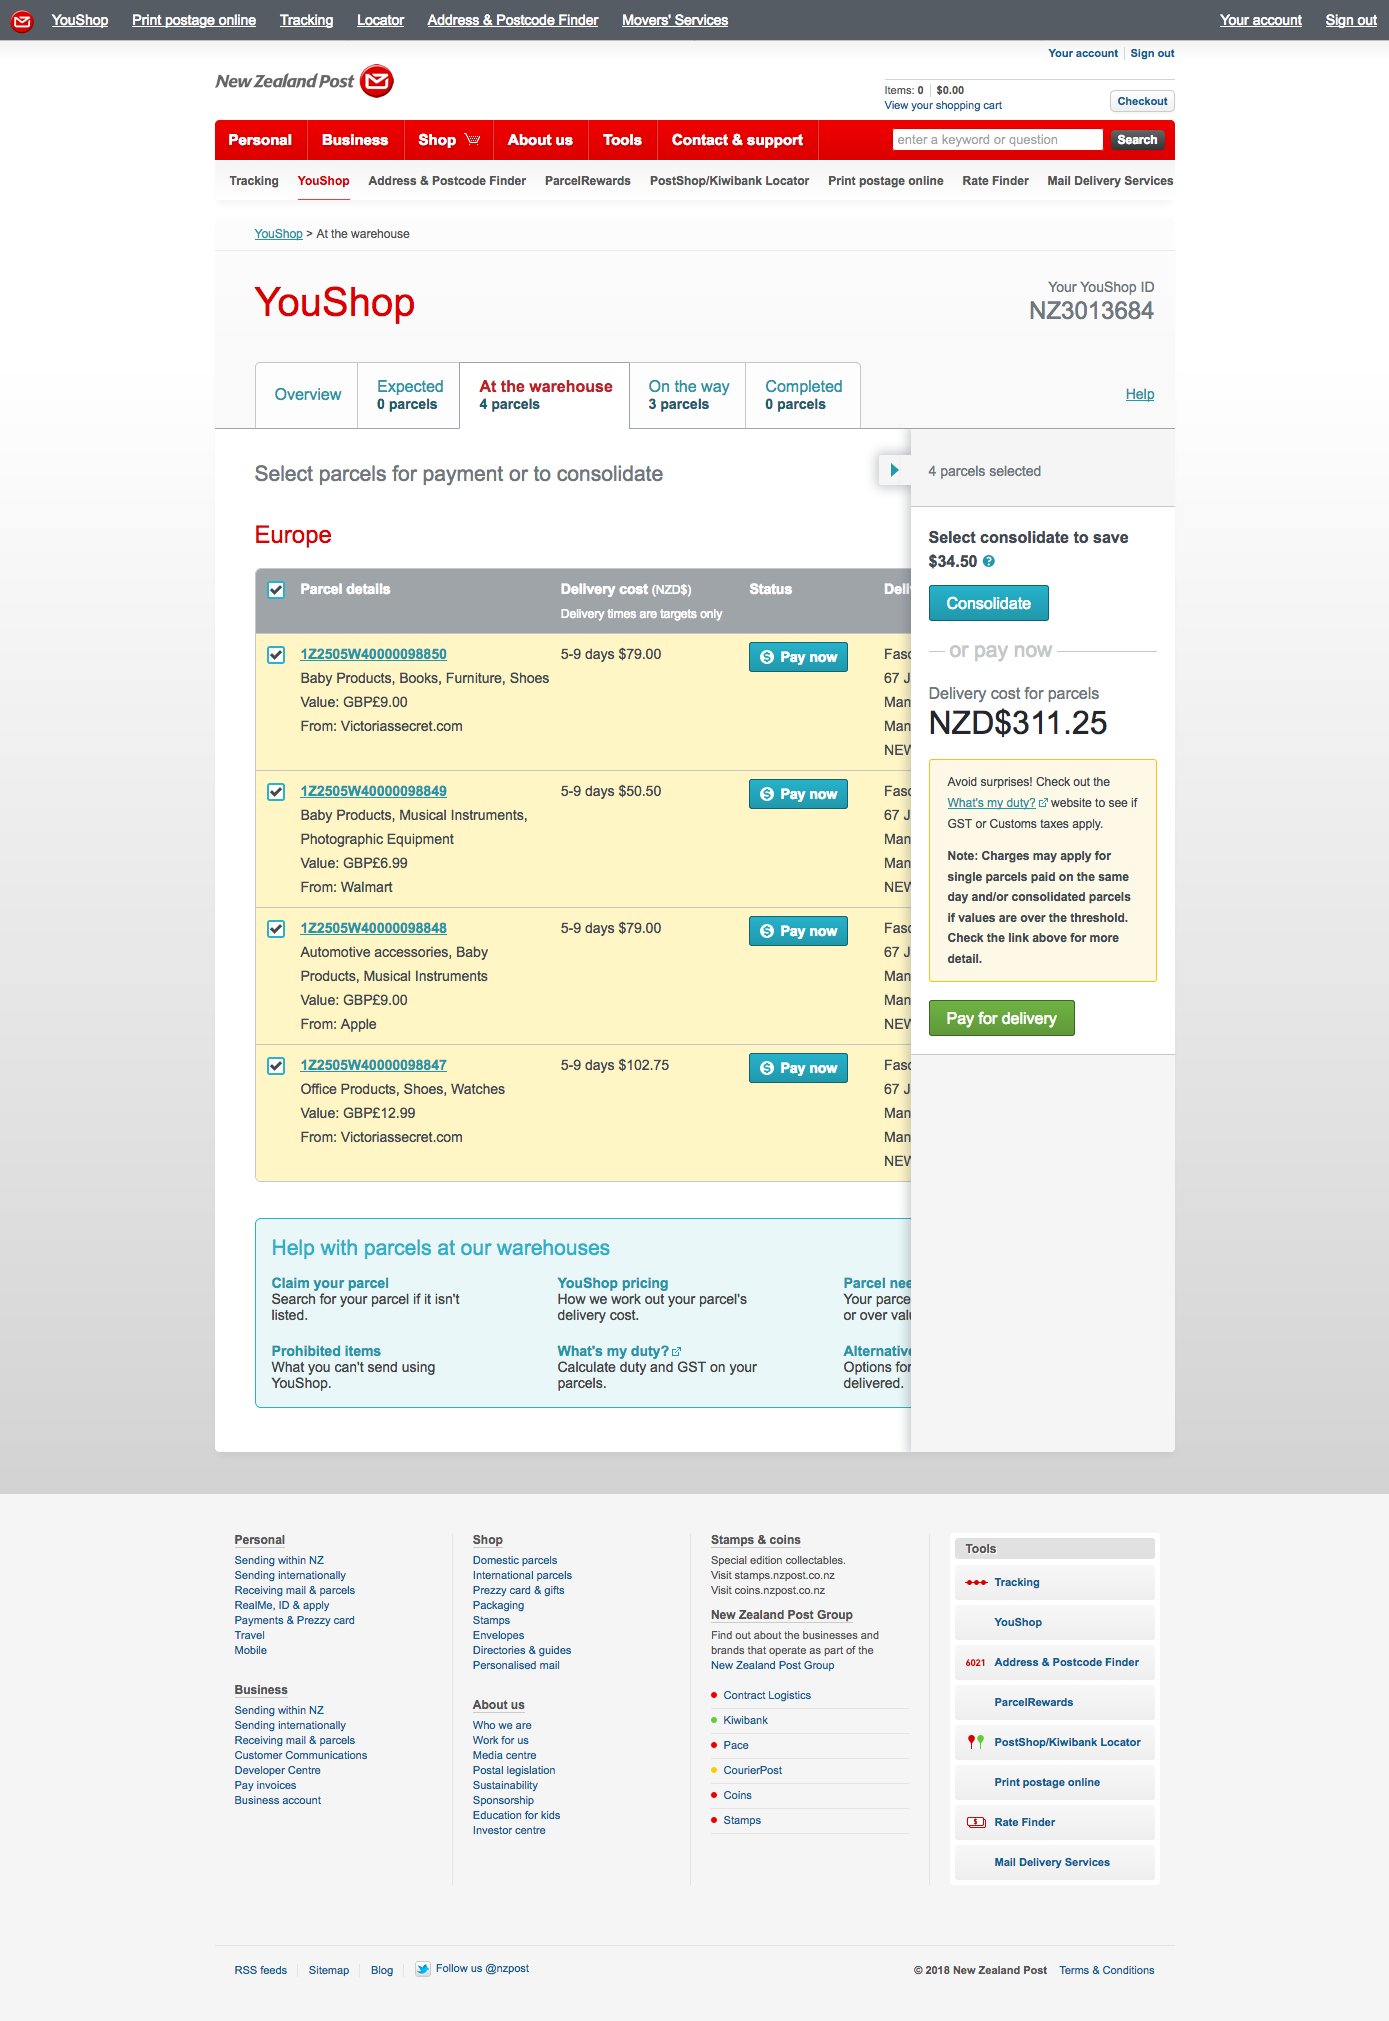 YouShop Print postage online Tracking Locator Address & Postcode Finder Movers' Services Your account Sign out
Your account Sign out
New Zealand Post
Items: 0 $0.00
View your shopping cart
Checkout
Personal Business Shop About us Tools Contact & support enter a keyword or question Search
Tracking YouShop Address & Postcode Finder ParcelRewards PostShop/Kiwibank Locator Print postage online Rate Finder Mail Delivery Services
YouShop > At the warehouse
YouShop
Your YouShop ID
NZ3013684
Overview
Expected
0 parcels
At the warehouse
4 parcels
On the way
3 parcels
Completed
0 parcels
Help
Select parcels for payment or to consolidate
Europe
Parcel details Delivery cost (NZD$) Status Deli
Delivery times are targets only
1Z2505W40000098850 5-9 days $79.00 Pay now
Baby Products, Books, Furniture, Shoes
Value: GBP£9.00
From: Victoriassecret.com
Fasc
67 J
Man
Man
NEW
1Z2505W40000098849 5-9 days $50.50 Pay now
Baby Products, Musical Instruments,
Photographic Equipment
Value: GBP£6.99
From: Walmart
Fasc
67 J
Man
Man
NEW
1Z2505W40000098848 5-9 days $79.00 Pay now
Automotive accessories, Baby
Products, Musical Instruments
Value: GBP£9.00
From: Apple
Fasc
67 J
Man
Man
NEW
1Z2505W40000098847 5-9 days $102.75 Pay now
Office Products, Shoes, Watches
Value: GBP£12.99
From: Victoriassecret.com
Fasc
67 J
Man
Man
NEW
4 parcels selected
Select consolidate to save
$34.50 ?
Consolidate
or pay now
Delivery cost for parcels
NZD$311.25
Avoid surprises! Check out the
What's my duty? website to see if
GST or Customs taxes apply.
Note: Charges may apply for
single parcels paid on the same
day and/or consolidated parcels
if values are over the threshold.
Check the link above for more
detail.
Pay for delivery
Help with parcels at our warehouses
Claim your parcel
Search for your parcel if it isn't
listed.
YouShop pricing
How we work out your parcel's
delivery cost.
Parcel nee
Your parce
or over valu
Prohibited items
What you can't send using
YouShop.
What's my duty?
Calculate duty and GST on your
parcels.
Alternative
Options for
delivered.
Personal
Sending within NZ
Sending internationally
Receiving mail & parcels
RealMe, ID & apply
Payments & Prezzy card
Travel
Mobile
Business
Sending within NZ
Sending internationally
Receiving mail & parcels
Customer Communications
Developer Centre
Pay invoices
Business account
Shop
Domestic parcels
International parcels
Prezzy card & gifts
Packaging
Stamps
Envelopes
Directories & guides
Personalised mail
About us
Who we are
Work for us
Media centre
Postal legislation
Sustainability
Sponsorship
Education for kids
Investor centre
Stamps & coins
Special edition collectables.
Visit stamps.nzpost.co.nz
Visit coins.nzpost.co.nz
New Zealand Post Group
Find out about the businesses and
brands that operate as part of the
New Zealand Post Group
Contract Logistics
Kiwibank
Pace
CourierPost
Coins
Stamps
Tools
Tracking
YouShop
6021 Address & Postcode Finder
ParcelRewards
PostShop/Kiwibank Locator
Print postage online
Rate Finder
Mail Delivery Services
RSS feeds Sitemap Blog Follow us @nzpost © 2018 New Zealand Post Terms & Conditions